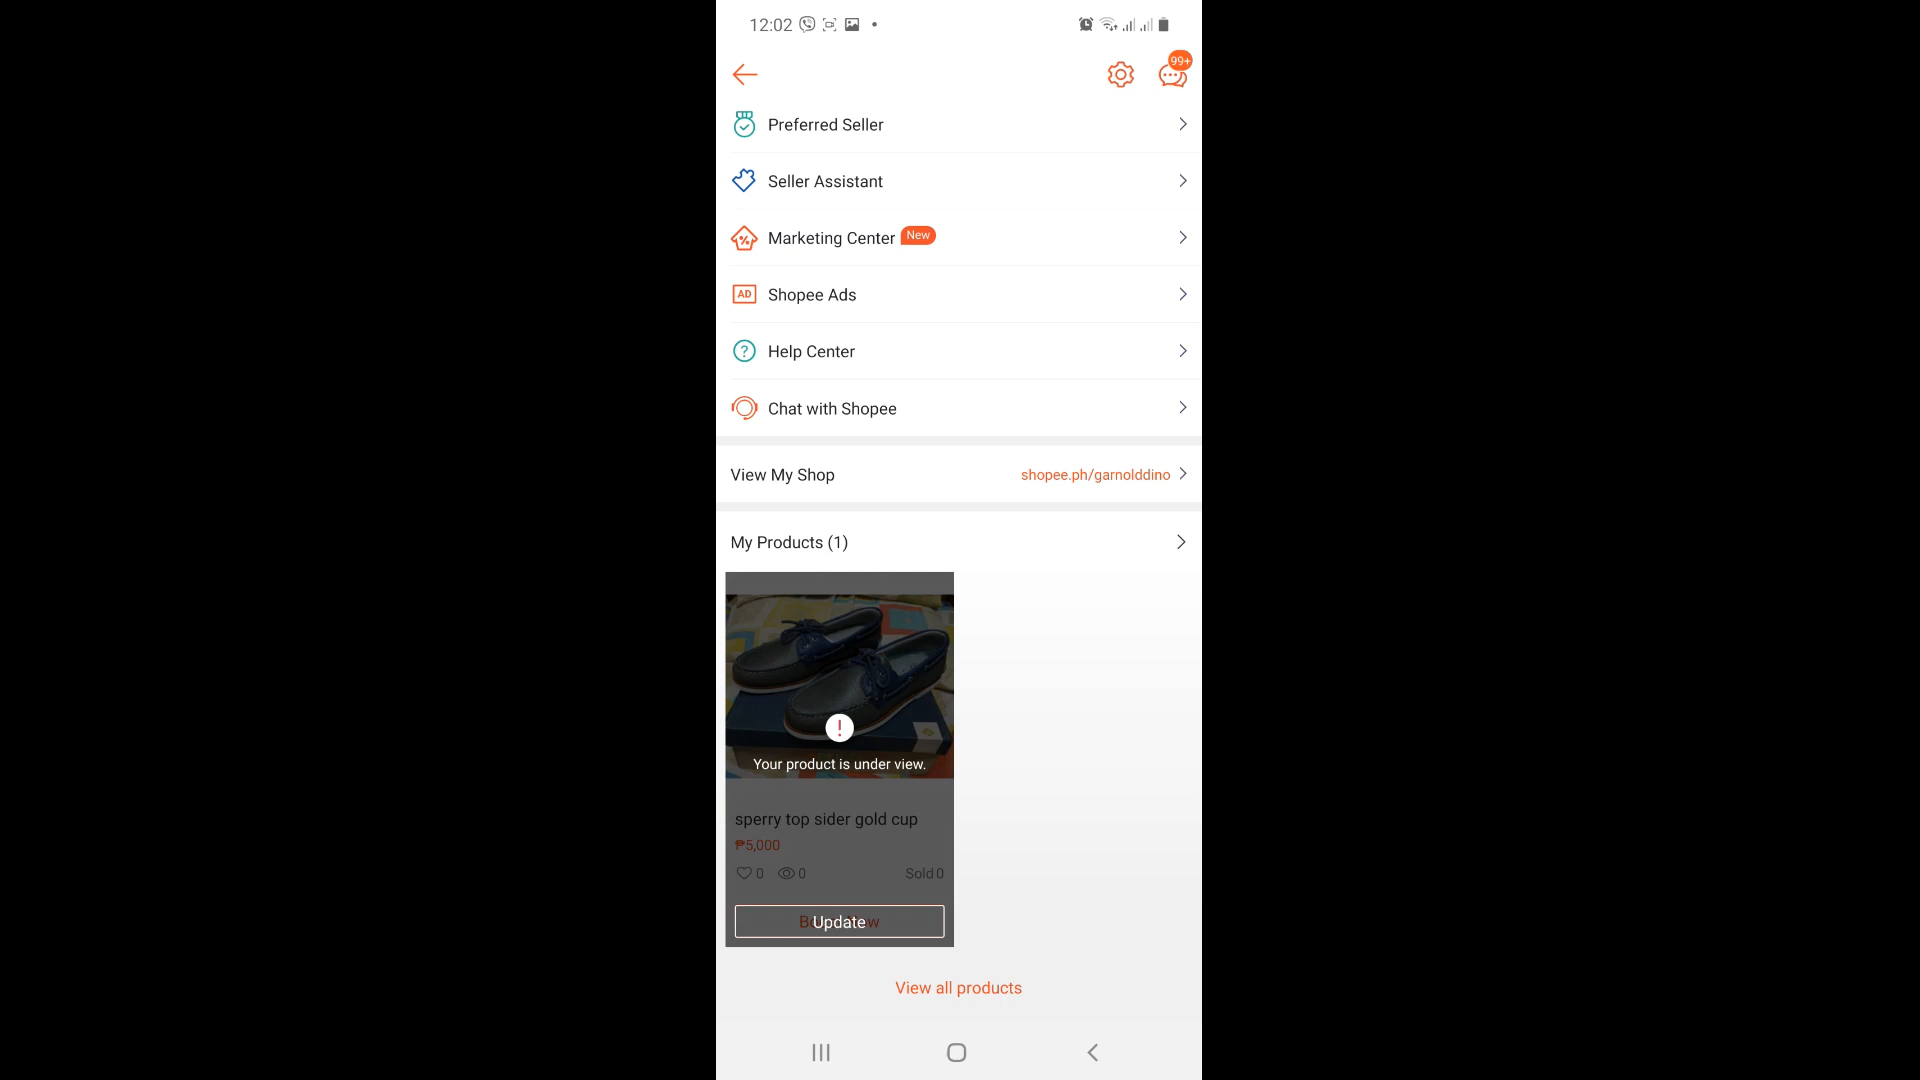 12:02
99+
Preferred Seller
Seller Assistant
Marketing Center New
AD Shopee Ads
? Help Center
Chat with Shopee
View My Shop shopee.ph/garnolddino
My Products (1)
!
Your product is under view.
sperry top sider gold cup
₱5,000
0 0 Sold 0
Update
View all products